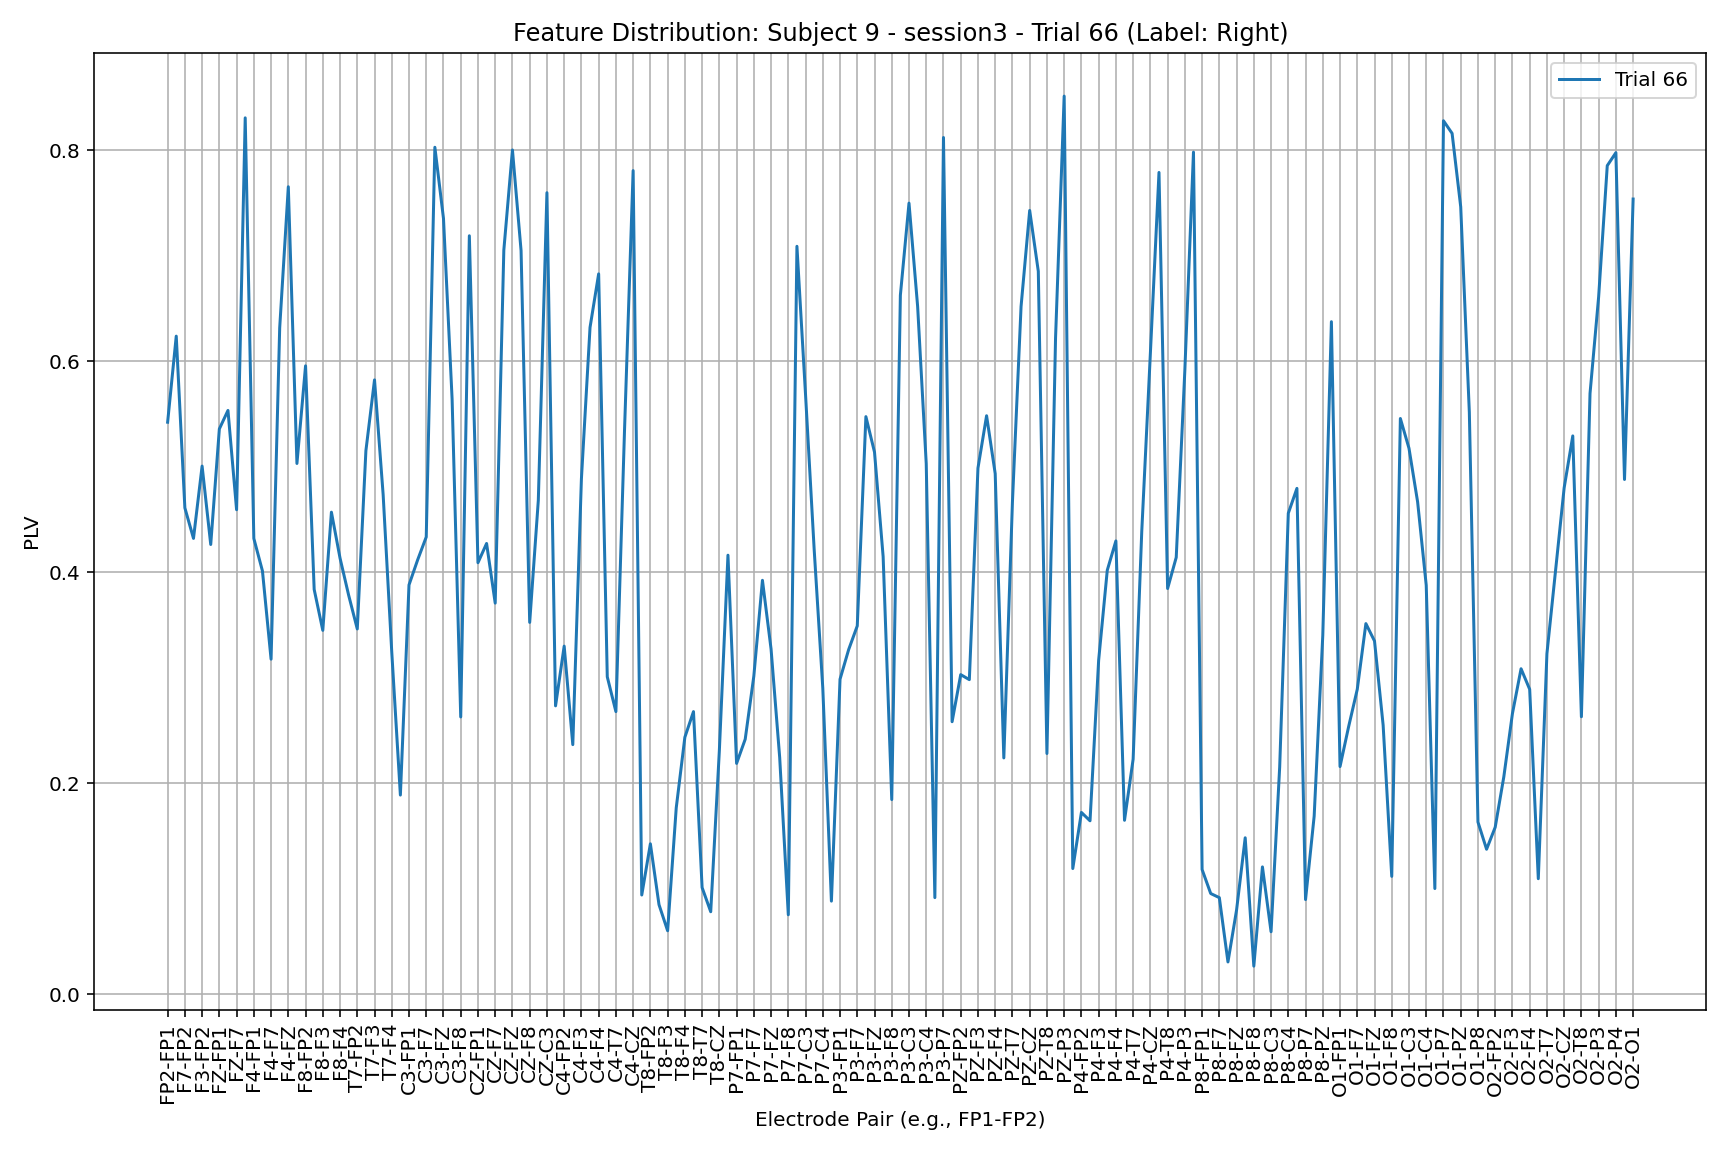 Feature Distribution: Subject 9 - session3 - Trial 66 (Label: Right)
Trial 66
PLV
0.8
0.6
0.4
0.2
0.0
FP2-FP1
F7-FP2
F3-FP2
FZ-FP1
FZ-F7
F4-FP1
F4-F7
F4-FZ
F8-FP2
F8-F3
F8-F4
T7-FP2
T7-F3
T7-F4
C3-FP1
C3-F7
C3-FZ
C3-F8
CZ-FP1
CZ-F7
CZ-FZ
CZ-F8
CZ-C3
C4-FP2
C4-F3
C4-F4
C4-T7
C4-CZ
T8-FP2
T8-F3
T8-F4
T8-T7
T8-CZ
P7-FP1
P7-F7
P7-FZ
P7-F8
P7-C3
P7-C4
P3-FP1
P3-F7
P3-FZ
P3-F8
P3-C3
P3-C4
P3-P7
PZ-FP2
PZ-F3
PZ-F4
PZ-T7
PZ-CZ
PZ-T8
PZ-P3
P4-FP2
P4-F3
P4-F4
P4-T7
P4-CZ
P4-T8
P4-P3
P8-FP1
P8-F7
P8-FZ
P8-F8
P8-C3
P8-C4
P8-P7
P8-PZ
O1-FP1
O1-F7
O1-FZ
O1-F8
O1-C3
O1-C4
O1-P7
O1-PZ
O1-P8
O2-FP2
O2-F3
O2-F4
O2-T7
O2-CZ
O2-T8
O2-P3
O2-P4
O2-O1
Electrode Pair (e.g., FP1-FP2)